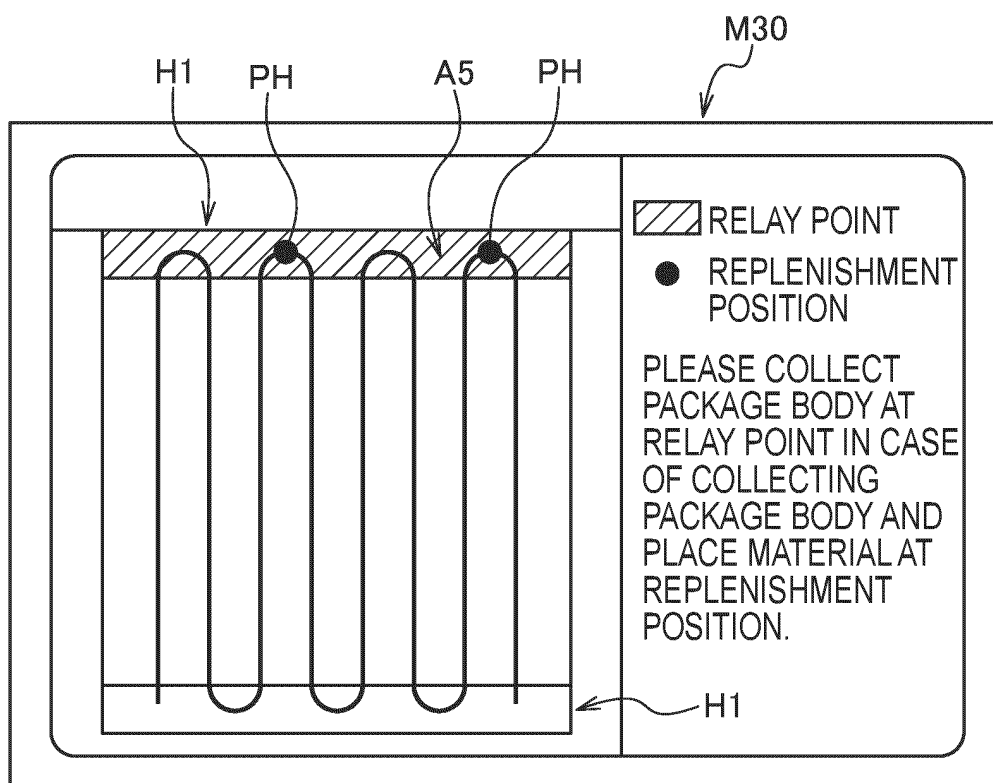 M30
H1
PH
A5
PH
RELAY POINT
REPLENISHMENT
POSITION
PLEASE COLLECT
PACKAGE BODY AT
RELAY POINT IN CASE
OF COLLECTING
PACKAGE BODY AND
PLACE MATERIAL AT
REPLENISHMENT
POSITION.
H1